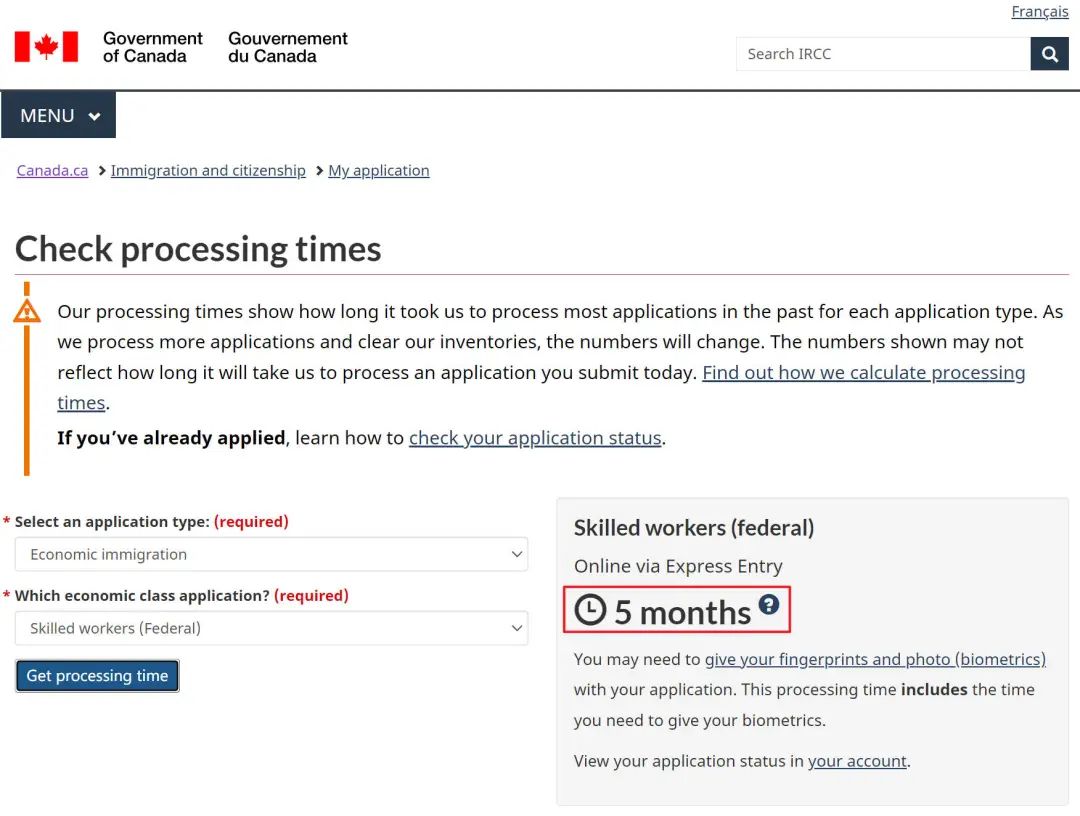 Français
Government
of Canada
Gouvernement
du Canada
Search IRCC
MENU
Canada.ca > Immigration and citizenship > My application
Check processing times
Our processing times show how long it took us to process most applications in the past for each application type. As
we process more applications and clear our inventories, the numbers will change. The numbers shown may not
reflect how long it will take us to process an application you submit today. Find out how we calculate processing
times.
If you’ve already applied, learn how to check your application status.
* Select an application type: (required)
Economic immigration
* Which economic class application? (required)
Skilled workers (Federal)
Get processing time
Skilled workers (federal)
Online via Express Entry
5 months ?
You may need to give your fingerprints and photo (biometrics)
with your application. This processing time includes the time
you need to give your biometrics.
View your application status in your account.